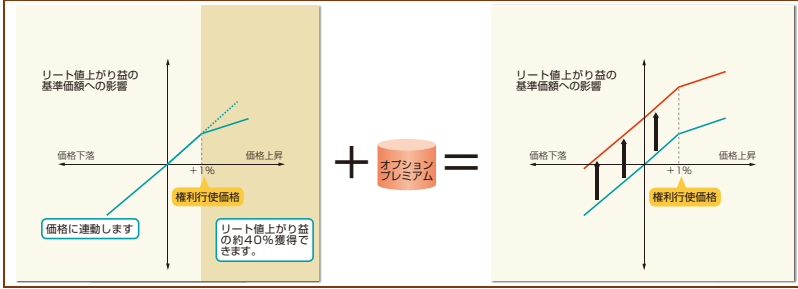 リート値上がり益の
基準価額への影響
価格下落
価格上昇
+1%
権利行使価格
価格に連動します
リート値上がり益
の約40%獲得で
きます。
+
オプション
プレミアム
=
リート値上がり益の
基準価額への影響
価格下落
価格上昇
+1%
権利行使価格